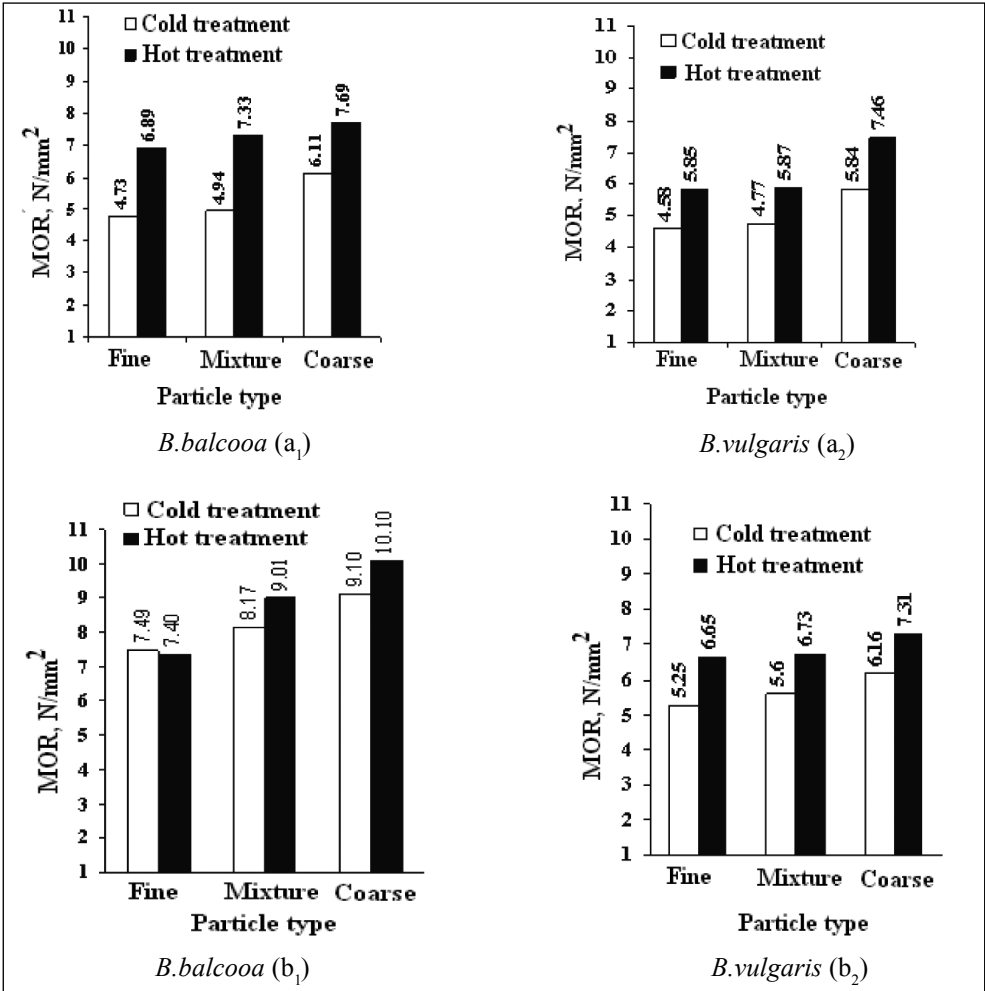 Cold treatment
Hot treatment
11
10
9
8
7
6
5
4
3
2
1
MOR, N/mm²
4.73
6.89
4.94
7.33
6.11
7.69
Fine Mixture Coarse
Particle type
B.balcooa (a₁)
Cold treatment
Hot treatment
11
10
9
8
7
6
5
4
3
2
1
MOR, N/mm²
4.58
5.85
4.77
5.87
5.84
7.46
Fine Mixture Coarse
Particle type
B.vulgaris (a₂)
Cold treatment
Hot treatment
11
10
9
8
7
6
5
4
3
2
1
MOR, N/mm²
7.49
7.40
8.17
9.01
9.10
10.10
Fine Mixture Coarse
Particle type
B.balcooa (b₁)
Cold treatment
Hot treatment
11
10
9
8
7
6
5
4
3
2
1
MOR, N/mm²
5.25
6.65
5.6
6.73
6.16
7.31
Fine Mixture Coarse
Particle type
B.vulgaris (b₂)